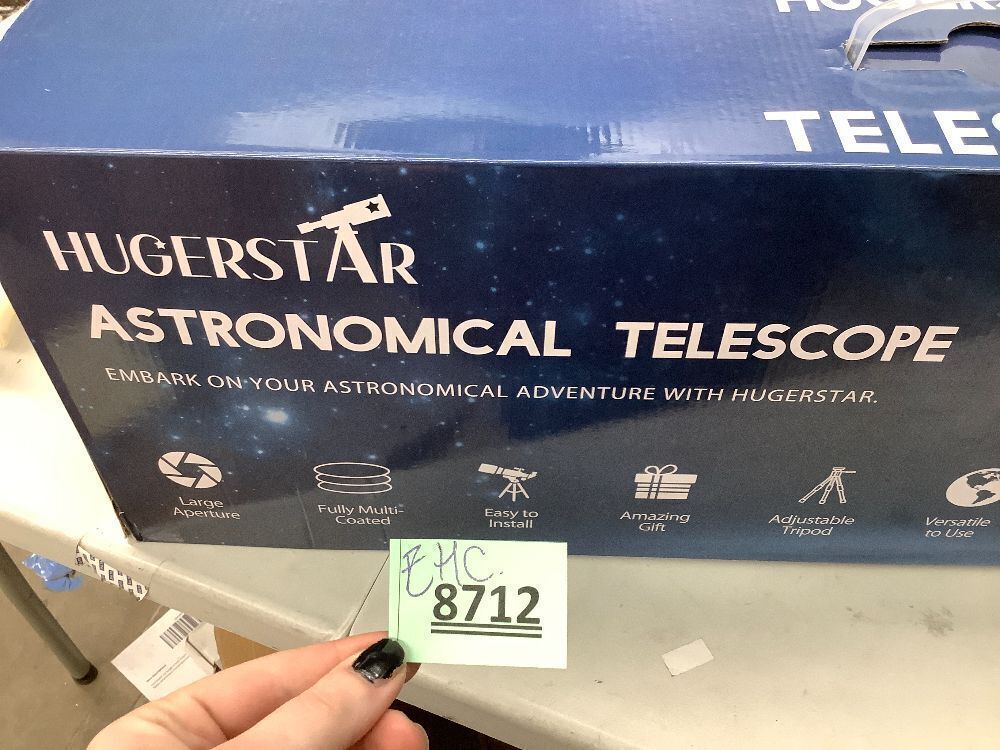 TELE
HUGERSTAR
ASTRONOMICAL TELESCOPE
EMBARK ON YOUR ASTRONOMICAL ADVENTURE WITH HUGERSTAR.
Large
Aperture
Fully Multi-
Coated
Easy to
Install
Amazing
Gift
Adjustable
Tripod
Versatile
to Use
EHC
8712